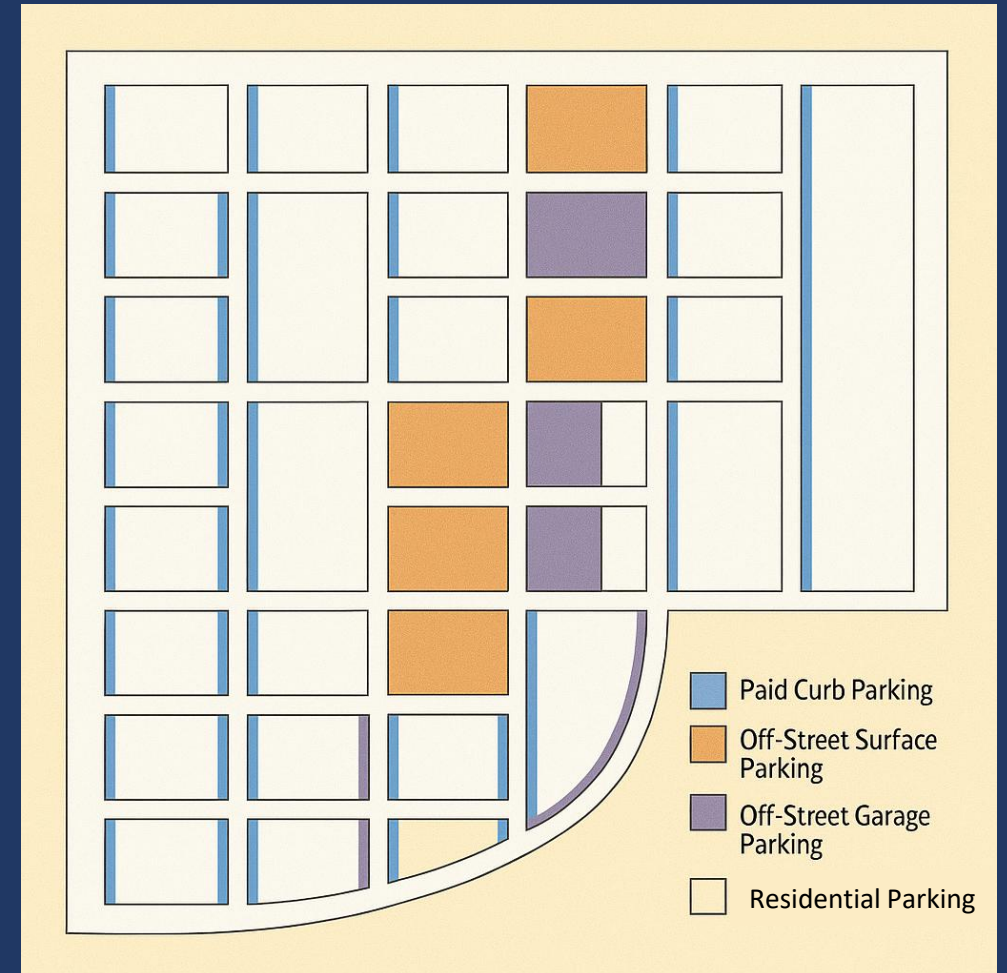 Paid Curb Parking
Off-Street Surface
Parking
Off-Street Garage
Parking
Residential Parking